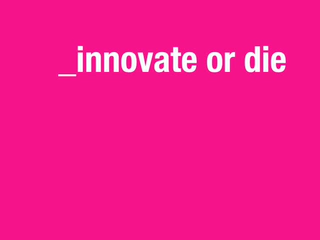 _innovate or die